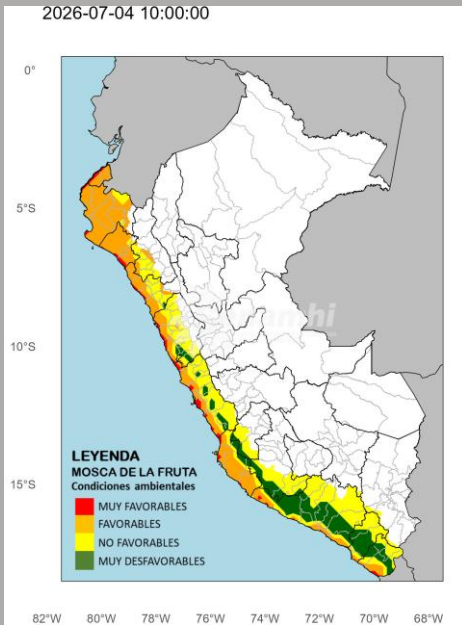 2026-07-04 10:00:00
0°
5°S
10°S
15°S
LEYENDA
MOSCA DE LA FRUTA
Condiciones ambientales
MUY FAVORABLES
FAVORABLES
NO FAVORABLES
MUY DESFAVORABLES
82°W 80°W 78°W 76°W 74°W 72°W 70°W 68°W